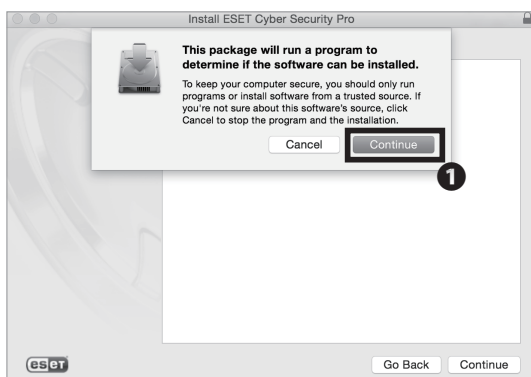 Install ESET Cyber Security Pro
This package will run a program to
determine if the software can be installed.
To keep your computer secure, you should only run
programs or install software from a trusted source. If
you're not sure about this software's source, click
Cancel to stop the program and the installation.
Cancel Continue
1
eset
Go Back Continue